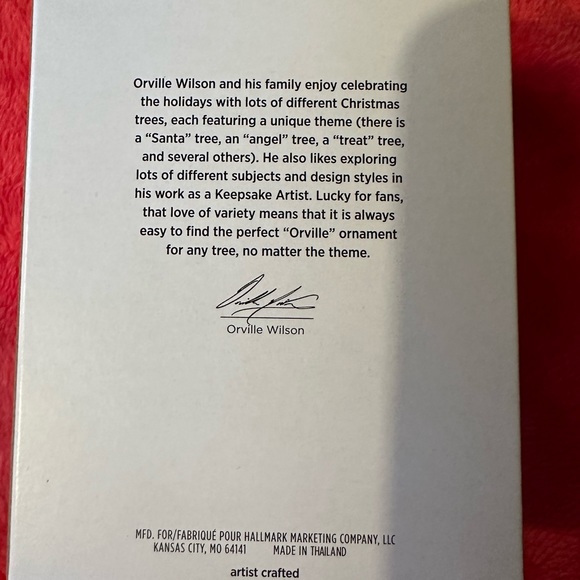 Orville Wilson and his family enjoy celebrating
the holidays with lots of different Christmas
trees, each featuring a unique theme (there is
a “Santa” tree, an “angel” tree, a “treat” tree,
and several others). He also likes exploring
lots of different subjects and design styles in
his work as a Keepsake Artist. Lucky for fans,
that love of variety means that it is always
easy to find the perfect “Orville” ornament
for any tree, no matter the theme.
Orville Wilson
Orville Wilson
MFD. FOR/FABRIQUÉ POUR HALLMARK MARKETING COMPANY, LLC
KANSAS CITY, MO 64141 MADE IN THAILAND
artist crafted